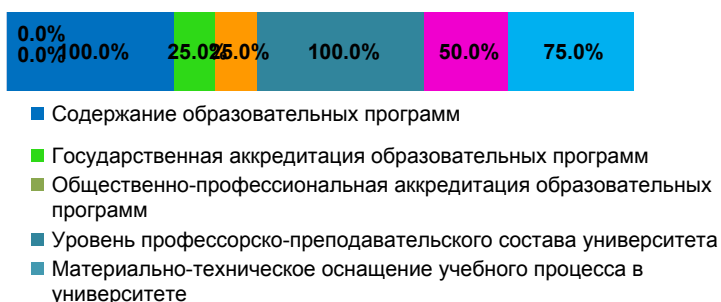 0.0%
0.0% 100.0% 25.0% 25.0% 100.0% 50.0% 75.0%
Содержание образовательных программ
Государственная аккредитация образовательных программ
Общественно-профессиональная аккредитация образовательных
программ
Уровень профессорско-преподавательского состава университета
Материально-техническое оснащение учебного процесса в
университете